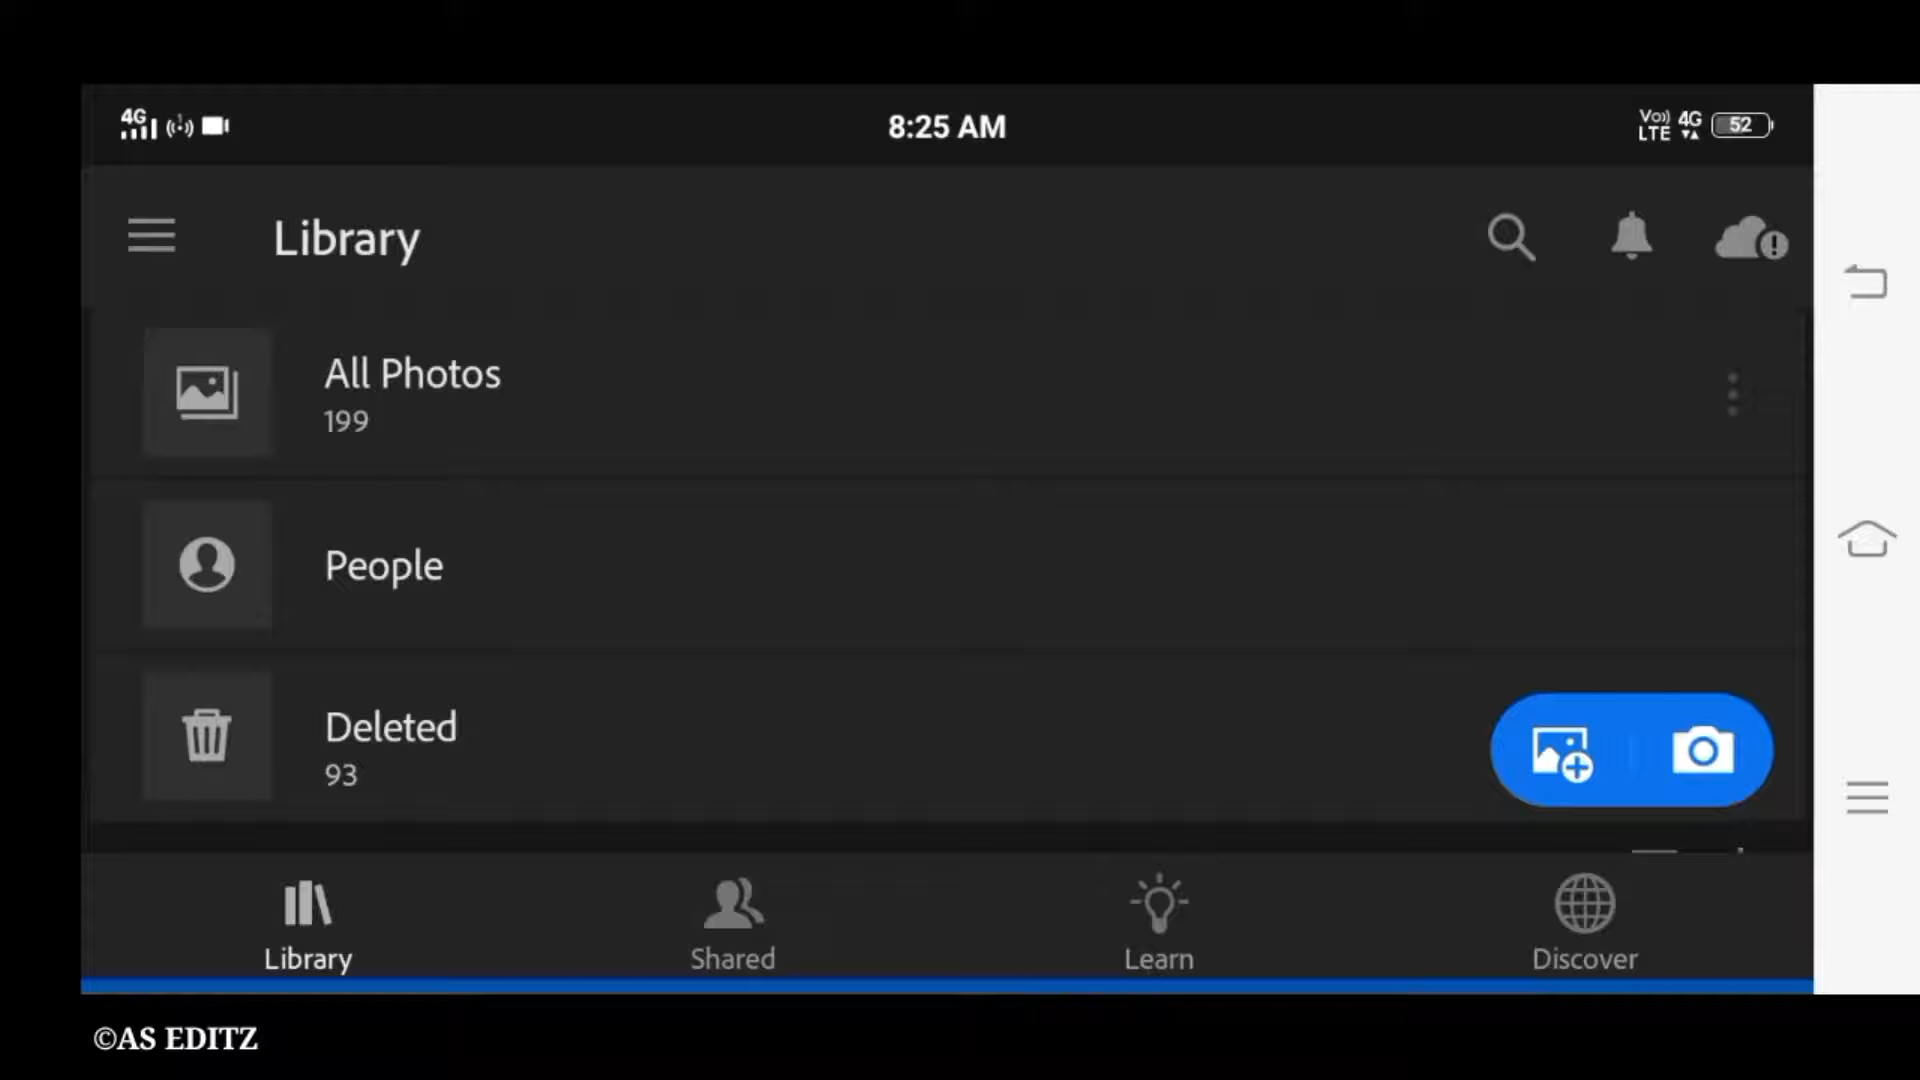 4G
8:25 AM
Vo)) 4G
LTE
52
Library
All Photos
199
People
Deleted
93
Library
Shared
Learn
Discover
©AS EDITZ